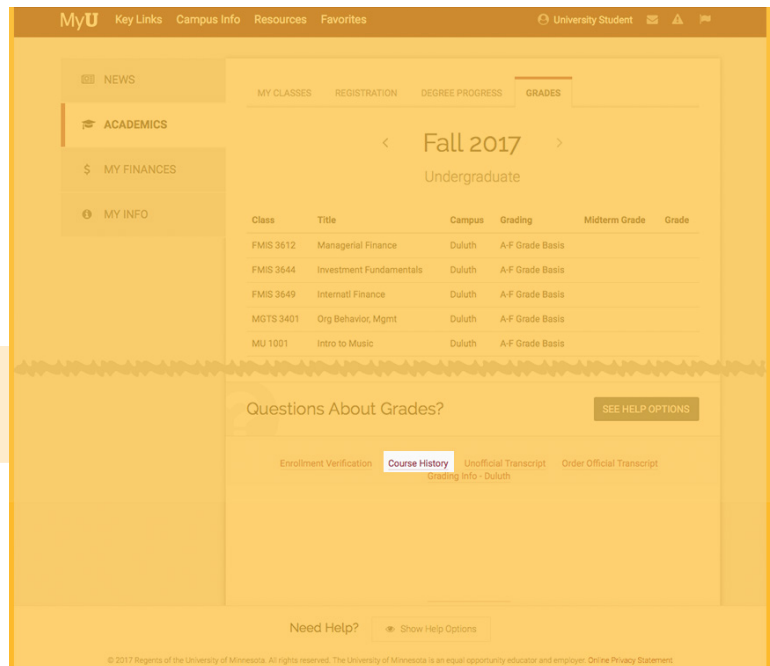 MyU Key Links Campus Info Resources Favorites University Student
NEWS
ACADEMICS
MY FINANCES
MY INFO
MY CLASSES REGISTRATION DEGREE PROGRESS GRADES
< Fall 2017 >
Undergraduate
Class Title Campus Grading Midterm Grade Grade
FMIS 3612 Managerial Finance Duluth A-F Grade Basis
FMIS 3644 Investment Fundamentals Duluth A-F Grade Basis
FMIS 3649 Internatl Finance Duluth A-F Grade Basis
MGTS 3401 Org Behavior, Mgmt Duluth A-F Grade Basis
MU 1001 Intro to Music Duluth A-F Grade Basis
Questions About Grades? SEE HELP OPTIONS
Enrollment Verification Course History Unofficial Transcript Order Official Transcript
Grading Info - Duluth
Need Help? Show Help Options
© 2017 Regents of the University of Minnesota. All rights reserved. The University of Minnesota is an equal opportunity educator and employer. Online Privacy Statement